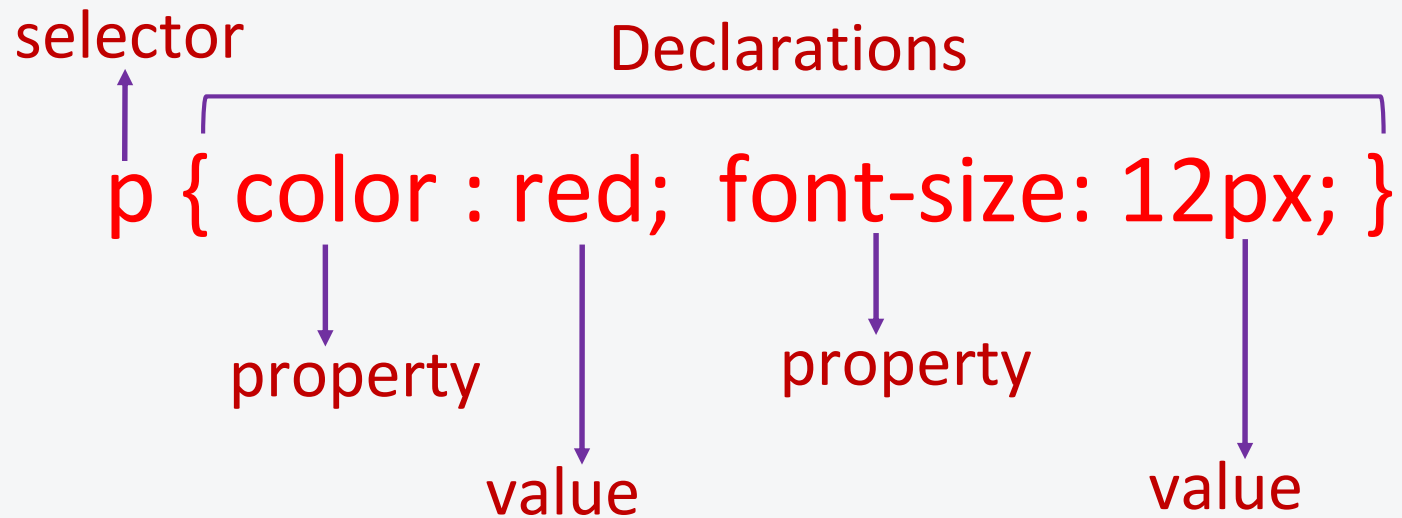 selector
Declarations
p { color : red; font-size: 12px; }
property
property
value
value